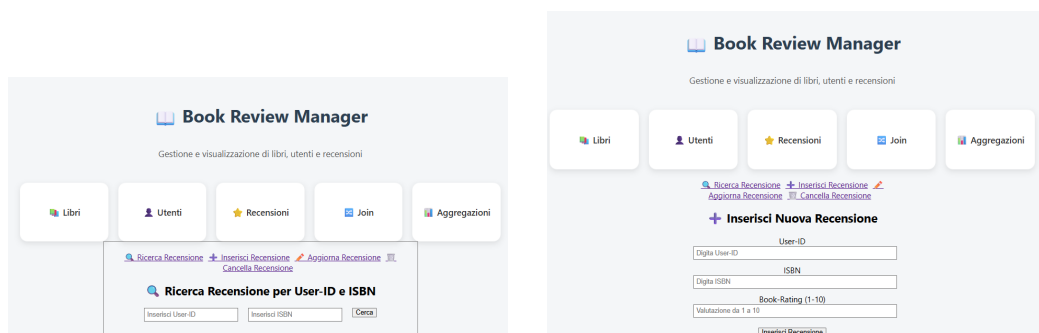 Book Review Manager
Gestione e visualizzazione di libri, utenti e recensioni
Libri
Utenti
Recensioni
Join
Aggregazioni
Ricerca Recensione Inserisci Recensione Aggiorna Recensione
Cancella Recensione
Ricerca Recensione per User-ID e ISBN
Inserisci User-ID
Inserisci ISBN
Cerca
Book Review Manager
Gestione e visualizzazione di libri, utenti e recensioni
Libri
Utenti
Recensioni
Join
Aggregazioni
Ricerca Recensione Inserisci Recensione
Aggiorna Recensione Cancella Recensione
Inserisci Nuova Recensione
User-ID
Digita User-ID
ISBN
Digita ISBN
Book-Rating (1-10)
Valutazione da 1 a 10
Inserisci Recensione